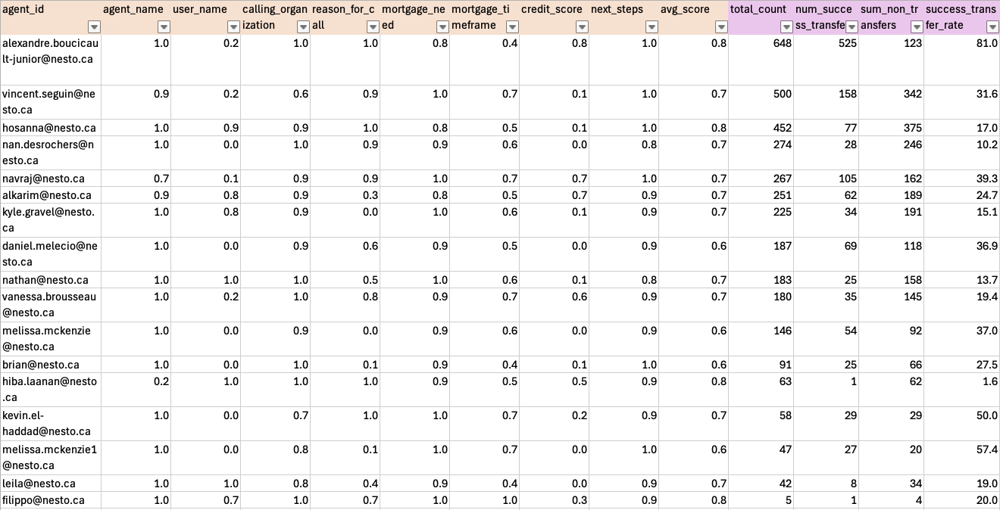 agent_id agent_name user_name calling_organ reason_for_c mortgage_ne mortgage_ti credit_score next_steps avg_score total_count num_succe sum_non_tr success_trans
ization all ed meframe ss_transfe ansfers fer_rate
alexandre.boucicau 1.0 0.2 1.0 1.0 0.8 0.4 0.8 1.0 0.8 648 525 123 81.0
lt-junior@nesto.ca
vincent.seguin@ne 0.9 0.2 0.6 0.9 1.0 0.7 0.1 1.0 0.7 500 158 342 31.6
sto.ca
hosanna@nesto.ca 1.0 0.9 0.9 1.0 0.8 0.5 0.1 1.0 0.8 452 77 375 17.0
nan.desrochers@n 1.0 0.0 1.0 0.9 0.9 0.6 0.0 0.8 0.7 274 28 246 10.2
esto.ca
navraj@nesto.ca 0.7 0.1 0.9 0.9 1.0 0.7 0.7 1.0 0.7 267 105 162 39.3
alkarim@nesto.ca 0.9 0.8 0.9 0.3 0.8 0.5 0.7 0.9 0.7 251 62 189 24.7
kyle.gravel@nesto. 1.0 0.8 0.9 0.0 1.0 0.6 0.1 0.9 0.7 225 34 191 15.1
ca
daniel.melecio@ne 1.0 0.0 0.9 0.6 0.9 0.5 0.0 0.9 0.6 187 69 118 36.9
sto.ca
nathan@nesto.ca 1.0 1.0 1.0 0.5 1.0 0.6 0.1 0.8 0.7 183 25 158 13.7
vanessa.brousseau 1.0 0.2 1.0 0.8 0.9 0.7 0.6 0.9 0.7 180 35 145 19.4
@nesto.ca
melissa.mckenzie 1.0 0.0 0.9 0.0 0.9 0.6 0.0 0.9 0.6 146 54 92 37.0
@nesto.ca
brian@nesto.ca 1.0 0.0 1.0 0.1 0.9 0.4 0.1 1.0 0.6 91 25 66 27.5
hiba.laanan@nesto 0.2 1.0 1.0 1.0 0.9 0.5 0.5 0.9 0.8 63 1 62 1.6
.ca
kevin.el- 1.0 0.0 0.7 1.0 1.0 0.7 0.2 0.9 0.7 58 29 29 50.0
haddad@nesto.ca
melissa.mckenzie1 1.0 0.0 0.8 0.1 1.0 0.7 0.0 1.0 0.6 47 27 20 57.4
@nesto.ca
leila@nesto.ca 1.0 1.0 0.8 0.4 0.9 0.4 0.0 0.9 0.7 42 8 34 19.0
filippo@nesto.ca 1.0 0.7 1.0 0.7 1.0 1.0 0.3 0.9 0.8 5 1 4 20.0